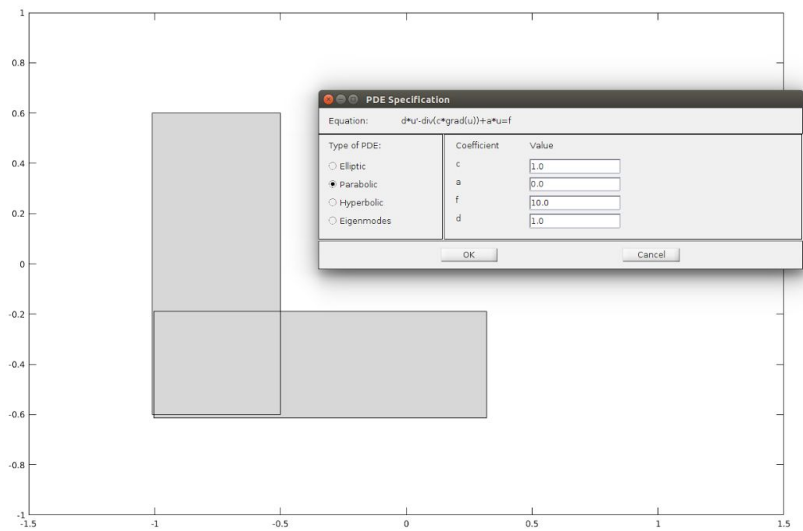 1
0.8
0.6
0.4
0.2
0
-0.2
-0.4
-0.6
-0.8
-1
-1.5
-1
-0.5
0
0.5
1
1.5
PDE Specification
Equation: d*u'-div(c*grad(u))+a*u=f
Type of PDE:
Elliptic
Parabolic
Hyperbolic
Eigenmodes
Coefficient Value
c 1.0
a 0.0
f 10.0
d 1.0
OK Cancel